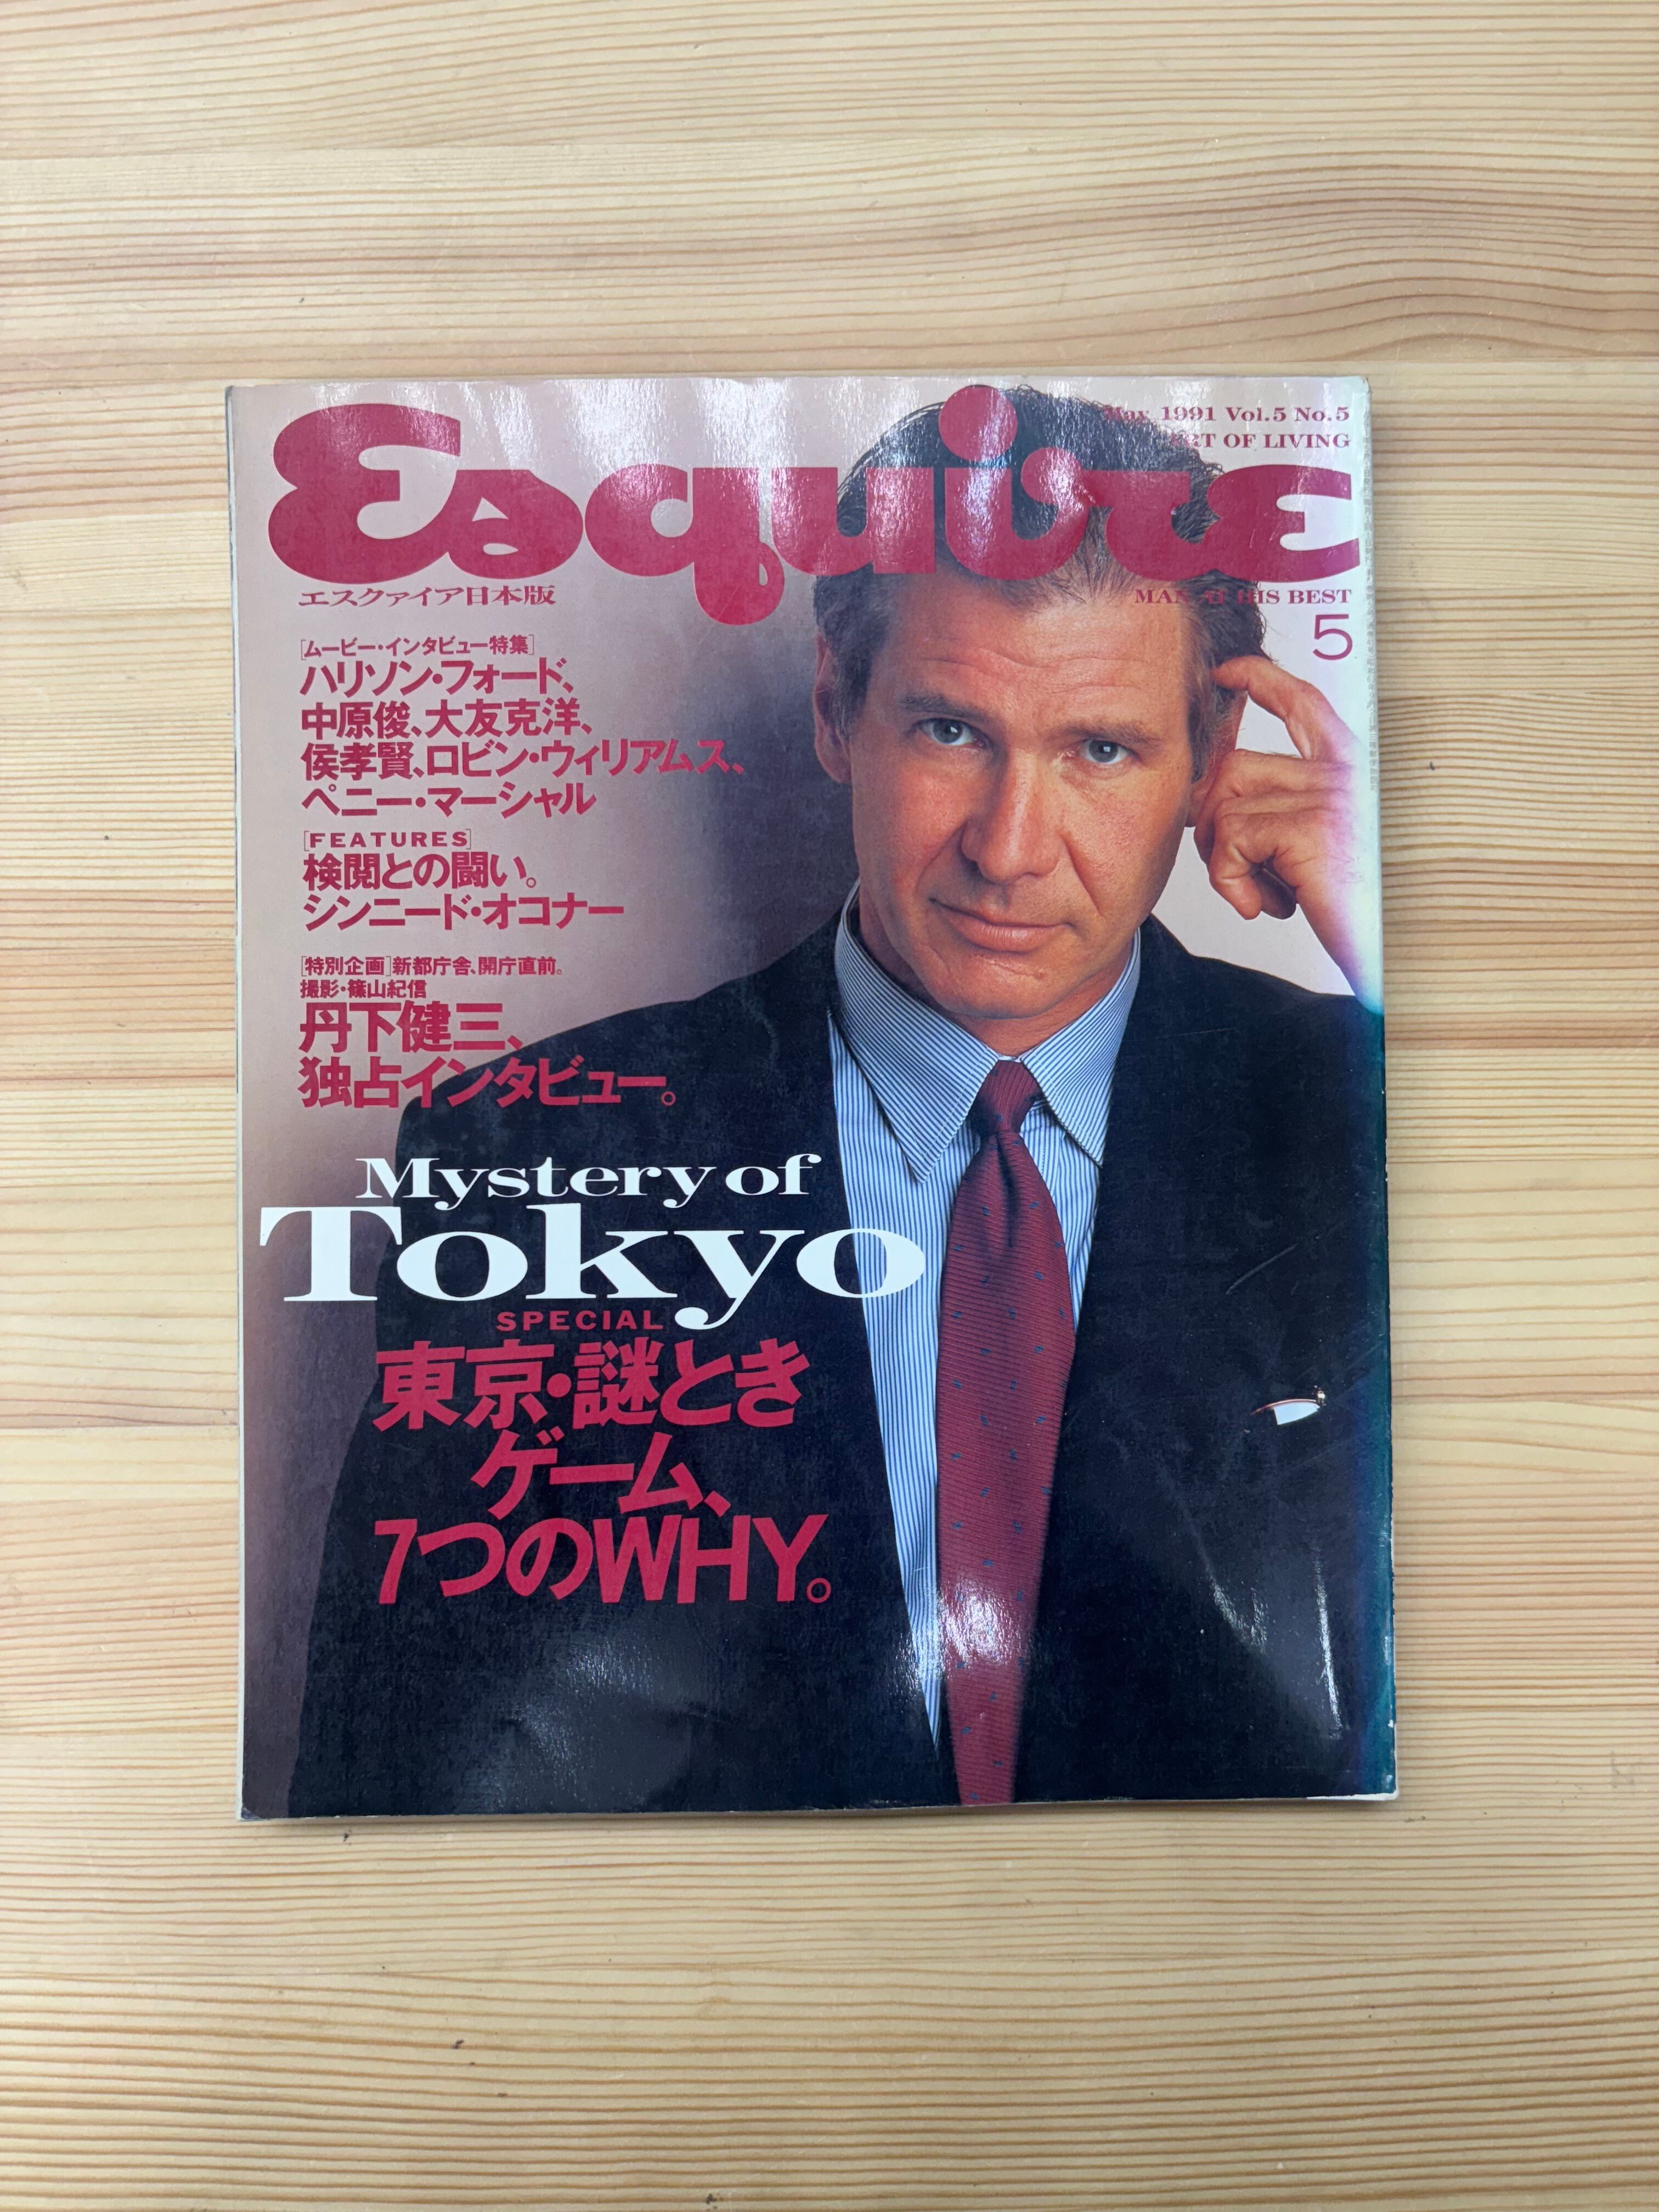 May 1991 Vol.5 No.5
ART OF LIVING
Esquire
エスクァイア日本版
MAN AT HIS BEST
5
[ムービー・インタビュー特集]
ハリソン・フォード、
中原俊、大友克洋、
侯孝賢、ロビン・ウィリアムス、
ペニー・マーシャル
[FEATURES]
検閲との闘い。
シンニード・オコナー
[特別企画]新都庁舎、開庁直前。
撮影・篠山紀信
丹下健三、
独占インタビュー。
Mystery of
Tokyo
SPECIAL
東京・謎とき
ゲーム、
7つのWHY。